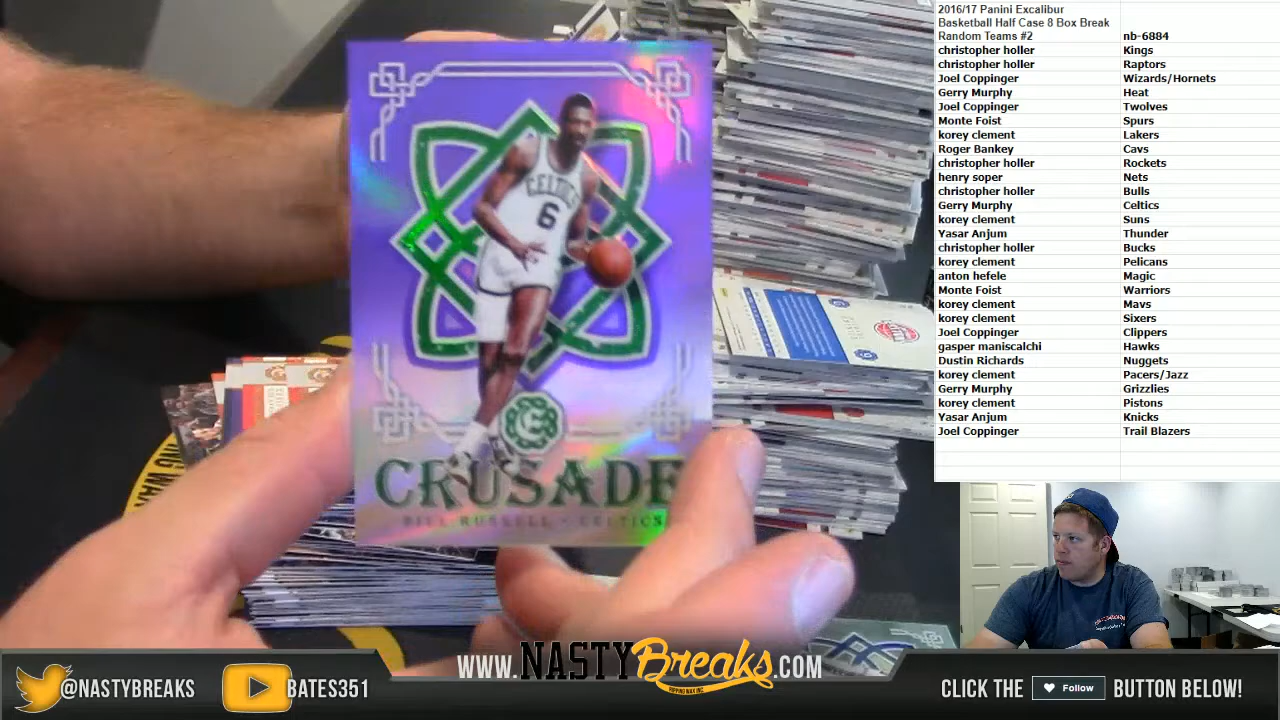 2016/17 Panini Excalibur
Basketball Half Case 8 Box Break
Random Teams #2 nb-6884
christopher holler Kings
christopher holler Raptors
Joel Coppinger Wizards/Hornets
Gerry Murphy Heat
Joel Coppinger Twolves
Monte Foist Spurs
korey clement Lakers
Roger Bankey Cavs
christopher holler Rockets
henry soper Nets
christopher holler Bulls
Gerry Murphy Celtics
korey clement Suns
Yasar Anjum Thunder
christopher holler Bucks
korey clement Pelicans
anton hefele Magic
Monte Foist Warriors
korey clement Mavs
korey clement Sixers
Joel Coppinger Clippers
gasper maniscalchi Hawks
Dustin Richards Nuggets
korey clement Pacers/Jazz
Gerry Murphy Grizzlies
korey clement Pistons
Yasar Anjum Knicks
Joel Coppinger Trail Blazers
CELTICS
6
CRUSADE
BILL RUSSELL - CELTICS
@NASTYBREAKS
BATES351
WWW.NASTYBreaks.COM
RIPPING WAX INC
CLICK THE Follow BUTTON BELOW!